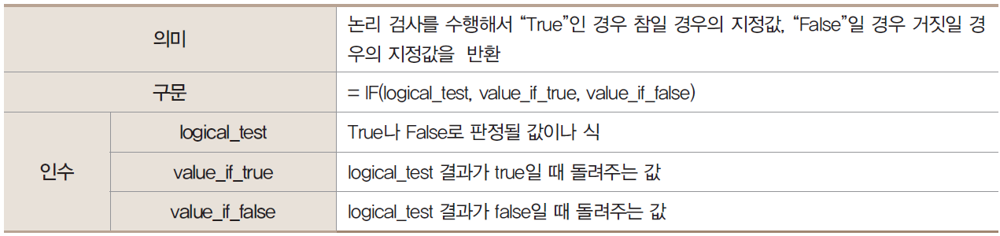 의미
논리 검사를 수행해서 “True”인 경우 참일 경우의 지정값, “False”일 경우 거짓일 경
우의 지정값을 반환
구문
= IF(logical_test, value_if_true, value_if_false)
인수
logical_test
True나 False로 판정될 값이나 식
value_if_true
logical_test 결과가 true일 때 돌려주는 값
value_if_false
logical_test 결과가 false일 때 돌려주는 값